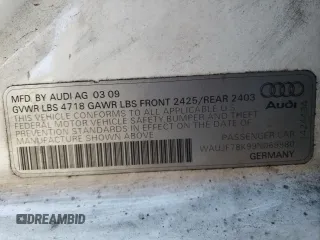 MFD. BY AUDI AG 03 09
GVWR LBS 4718 GAWR LBS FRONT 2425/REAR 2403
THIS VEHICLE CONFORMS TO ALL APPLICABLE U.S.
FEDERAL MOTOR VEHICLE SAFETY BUMPER AND THEFT
PREVENTION STANDARDS IN EFFECT ON THE DATE OF
MANUFACTURE SHOWN ABOVE
Audi
PASSENGER CAR
GERMANY
DREAMBID